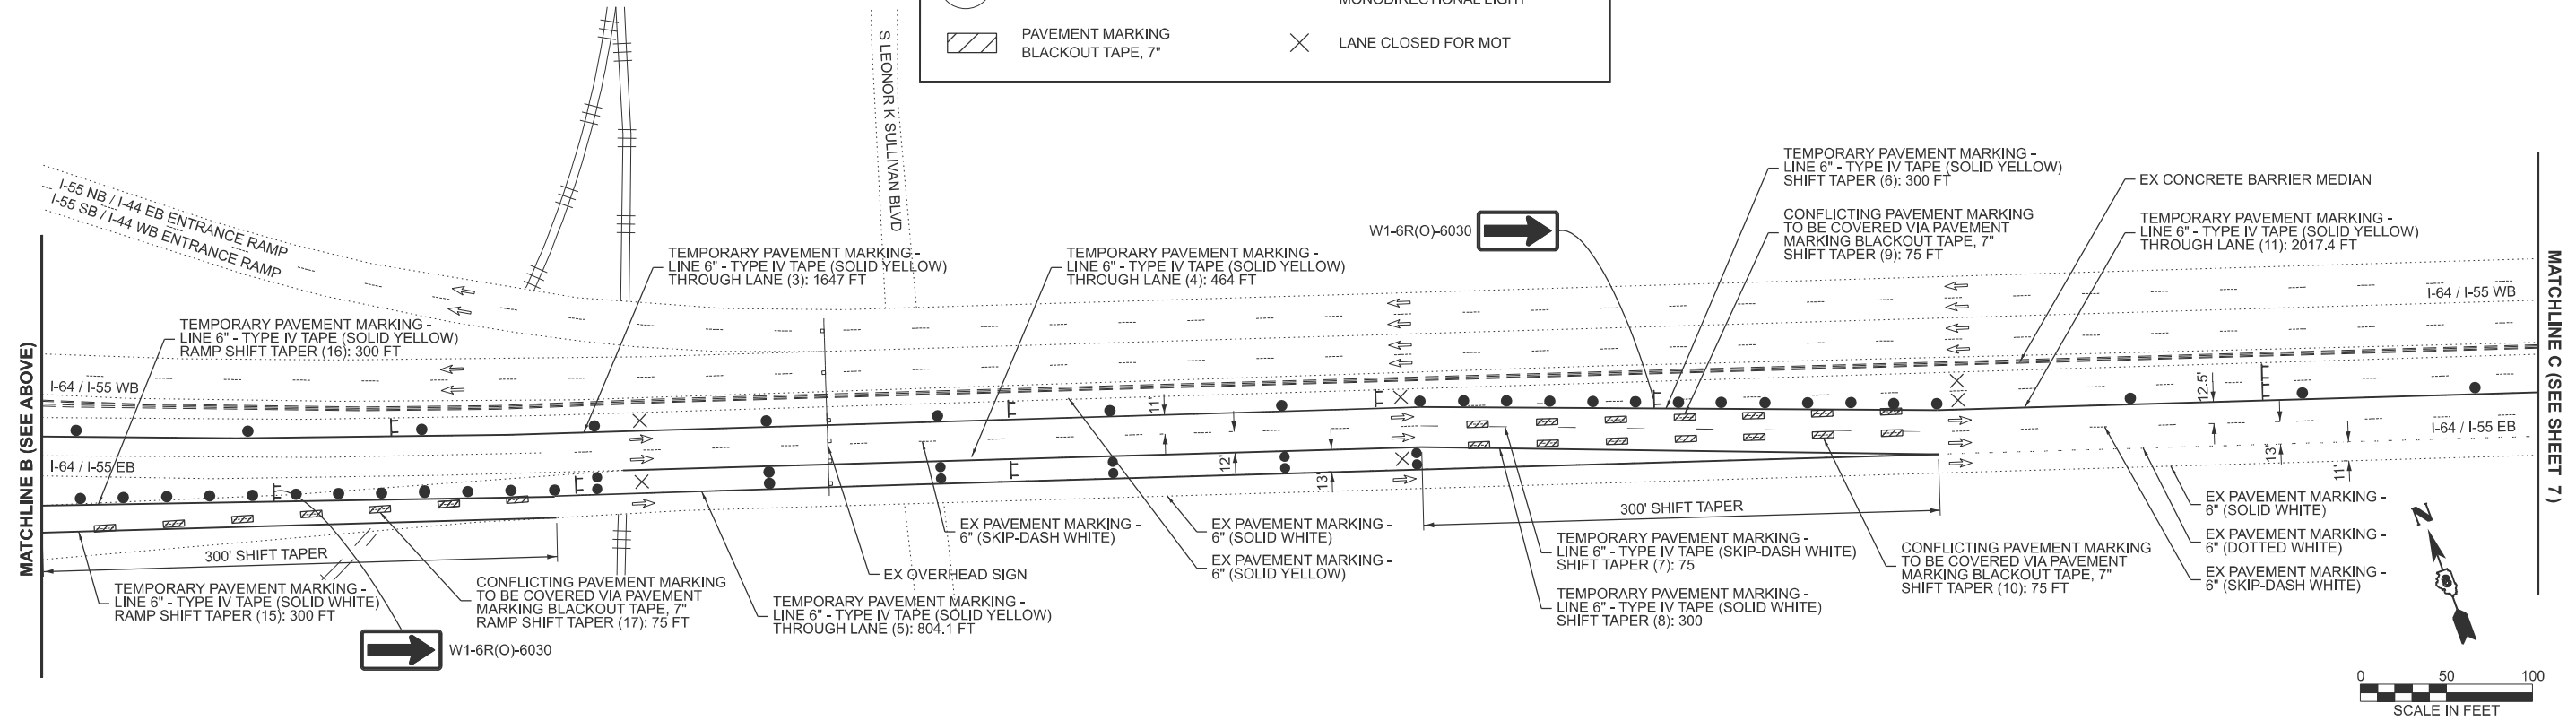 MONODIRECTIONAL LIGHT
PAVEMENT MARKING
BLACKOUT TAPE, 7"
LANE CLOSED FOR MOT
S LEONOR K SULLIVAN BLVD
I-55 NB / I-44 EB ENTRANCE RAMP
I-55 SB / I-44 WB ENTRANCE RAMP
MATCHLINE B (SEE ABOVE)
TEMPORARY PAVEMENT MARKING -
LINE 6" - TYPE IV TAPE (SOLID YELLOW)
RAMP SHIFT TAPER (16): 300 FT
I-64 / I-55 WB
I-64 / I-55 EB
TEMPORARY PAVEMENT MARKING -
LINE 6" - TYPE IV TAPE (SOLID YELLOW)
THROUGH LANE (3): 1647 FT
TEMPORARY PAVEMENT MARKING -
LINE 6" - TYPE IV TAPE (SOLID YELLOW)
THROUGH LANE (4): 464 FT
W1-6R(O)-6030
TEMPORARY PAVEMENT MARKING -
LINE 6" - TYPE IV TAPE (SOLID YELLOW)
SHIFT TAPER (6): 300 FT
CONFLICTING PAVEMENT MARKING
TO BE COVERED VIA PAVEMENT
MARKING BLACKOUT TAPE, 7"
SHIFT TAPER (9): 75 FT
EX CONCRETE BARRIER MEDIAN
TEMPORARY PAVEMENT MARKING -
LINE 6" - TYPE IV TAPE (SOLID YELLOW)
THROUGH LANE (11): 2017.4 FT
MATCHLINE C (SEE SHEET 7)
I-64 / I-55 WB
I-64 / I-55 EB
11'
12'
13'
12.5'
13'
11'
300' SHIFT TAPER
TEMPORARY PAVEMENT MARKING -
LINE 6" - TYPE IV TAPE (SOLID WHITE)
RAMP SHIFT TAPER (15): 300 FT
CONFLICTING PAVEMENT MARKING
TO BE COVERED VIA PAVEMENT
MARKING BLACKOUT TAPE, 7"
RAMP SHIFT TAPER (17): 75 FT
W1-6R(O)-6030
EX OVERHEAD SIGN
TEMPORARY PAVEMENT MARKING -
LINE 6" - TYPE IV TAPE (SOLID YELLOW)
THROUGH LANE (5): 804.1 FT
EX PAVEMENT MARKING -
6" (SKIP-DASH WHITE)
EX PAVEMENT MARKING -
6" (SOLID WHITE)
EX PAVEMENT MARKING -
6" (SOLID YELLOW)
300' SHIFT TAPER
TEMPORARY PAVEMENT MARKING -
LINE 6" - TYPE IV TAPE (SKIP-DASH WHITE)
SHIFT TAPER (7): 75
TEMPORARY PAVEMENT MARKING -
LINE 6" - TYPE IV TAPE (SOLID WHITE)
SHIFT TAPER (8): 300
CONFLICTING PAVEMENT MARKING
TO BE COVERED VIA PAVEMENT
MARKING BLACKOUT TAPE, 7"
SHIFT TAPER (10): 75 FT
EX PAVEMENT MARKING -
6" (SOLID WHITE)
EX PAVEMENT MARKING -
6" (DOTTED WHITE)
EX PAVEMENT MARKING -
6" (SKIP-DASH WHITE)
N
0 50 100
SCALE IN FEET